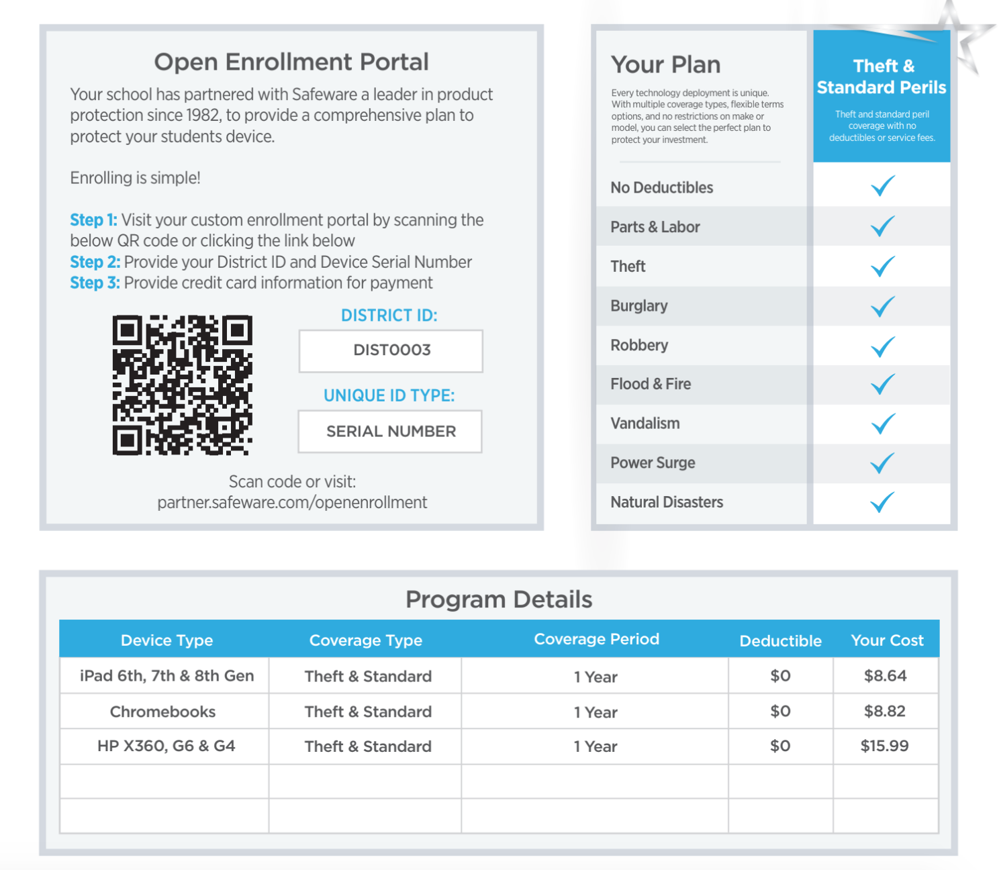 Open Enrollment Portal
Your school has partnered with Safeware a leader in product
protection since 1982, to provide a comprehensive plan to
protect your students device.
Enrolling is simple!
Step 1: Visit your custom enrollment portal by scanning the
below QR code or clicking the link below
Step 2: Provide your District ID and Device Serial Number
Step 3: Provide credit card information for payment
DISTRICT ID:
DIST0003
UNIQUE ID TYPE:
SERIAL NUMBER
Scan code or visit:
partner.safeware.com/openenrollment
Your Plan
Every technology deployment is unique.
With multiple coverage types, flexible terms
options, and no restrictions on make or
model, you can select the perfect plan to
protect your investment.
Theft &
Standard Perils
Theft and standard peril
coverage with no
deductibles or service fees.
No Deductibles
Parts & Labor
Theft
Burglary
Robbery
Flood & Fire
Vandalism
Power Surge
Natural Disasters
Program Details
Device Type Coverage Type Coverage Period Deductible Your Cost
iPad 6th, 7th & 8th Gen Theft & Standard 1 Year $0 $8.64
Chromebooks Theft & Standard 1 Year $0 $8.82
HP X360, G6 & G4 Theft & Standard 1 Year $0 $15.99